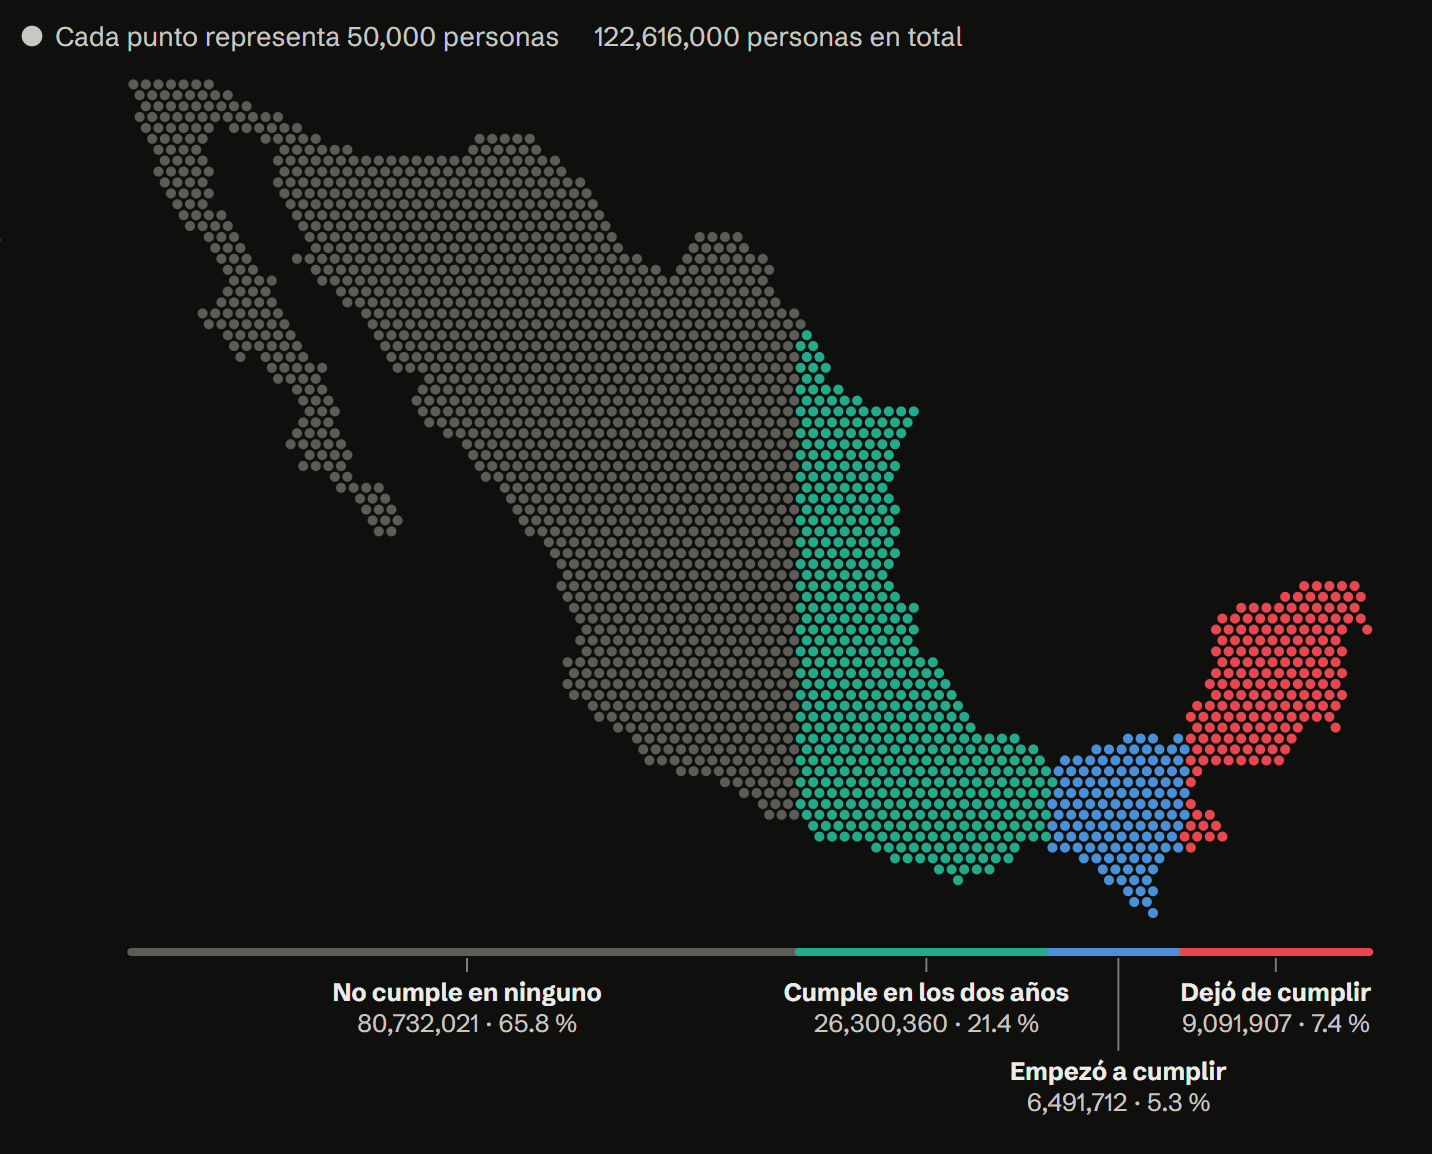 Cada punto representa 50,000 personas 122,616,000 personas en total
No cumple en ninguno
80,732,021 · 65.8 %
Cumple en los dos años
26,300,360 · 21.4 %
Dejó de cumplir
9,091,907 · 7.4 %
Empezó a cumplir
6,491,712 · 5.3 %